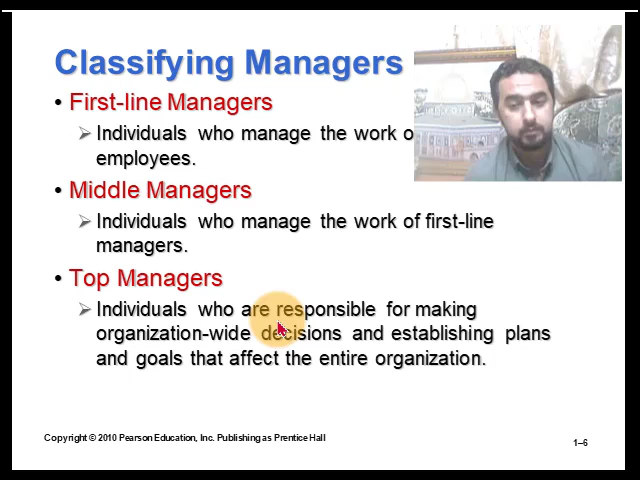 Classifying Managers
• First-line Managers
Individuals who manage the work
employees.
• Middle Managers
Individuals who manage the work of first-line
managers.
• Top Managers
Individuals who are responsible for making
organization-wide decisions and establishing plans
and goals that affect the entire organization.
Copyright © 2010 Pearson Education, Inc. Publishing as Prentice Hall
1–6